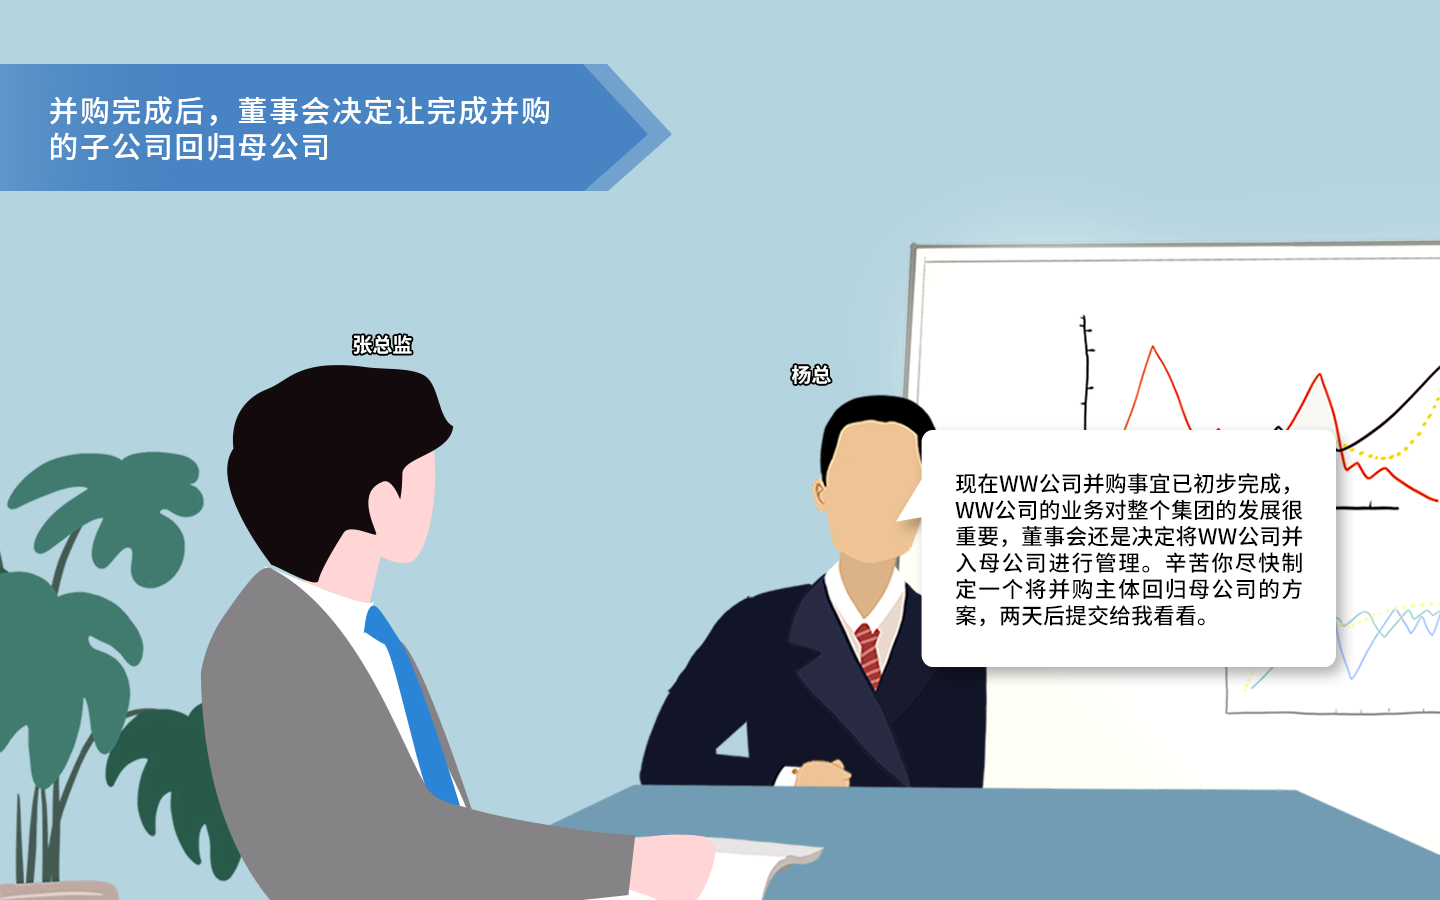 并购完成后，董事会决定让完成并购
的子公司回归母公司
张总监
杨总
现在WW公司并购事宜已初步完成，
WW公司的业务对整个集团的发展很
重要，董事会还是决定将WW公司并
入母公司进行管理。辛苦你尽快制
定一个将并购主体回归母公司的方
案，两天后提交给我看看。